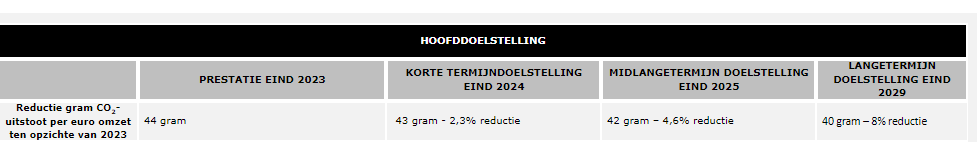 HOOFDDOELSTELLING
PRESTATIE EIND 2023
KORTE TERMIJNDOELSTELLING
EIND 2024
MIDLANGETERMIJN DOELSTELLING
EIND 2025
LANGETERMIJN
DOELSTELLING EIND
2029
Reductie gram CO₂-
uitstoot per euro omzet
ten opzichte van 2023
44 gram
43 gram - 2,3% reductie
42 gram – 4,6% reductie
40 gram – 8% reductie